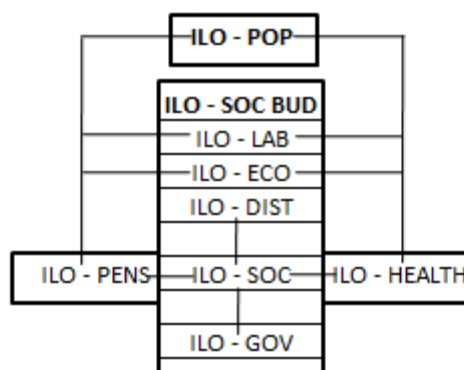 ILO - POP
ILO - SOC BUD
ILO - LAB
ILO - ECO
ILO - DIST
ILO - PENS ILO - SOC ILO - HEALTH
ILO - GOV